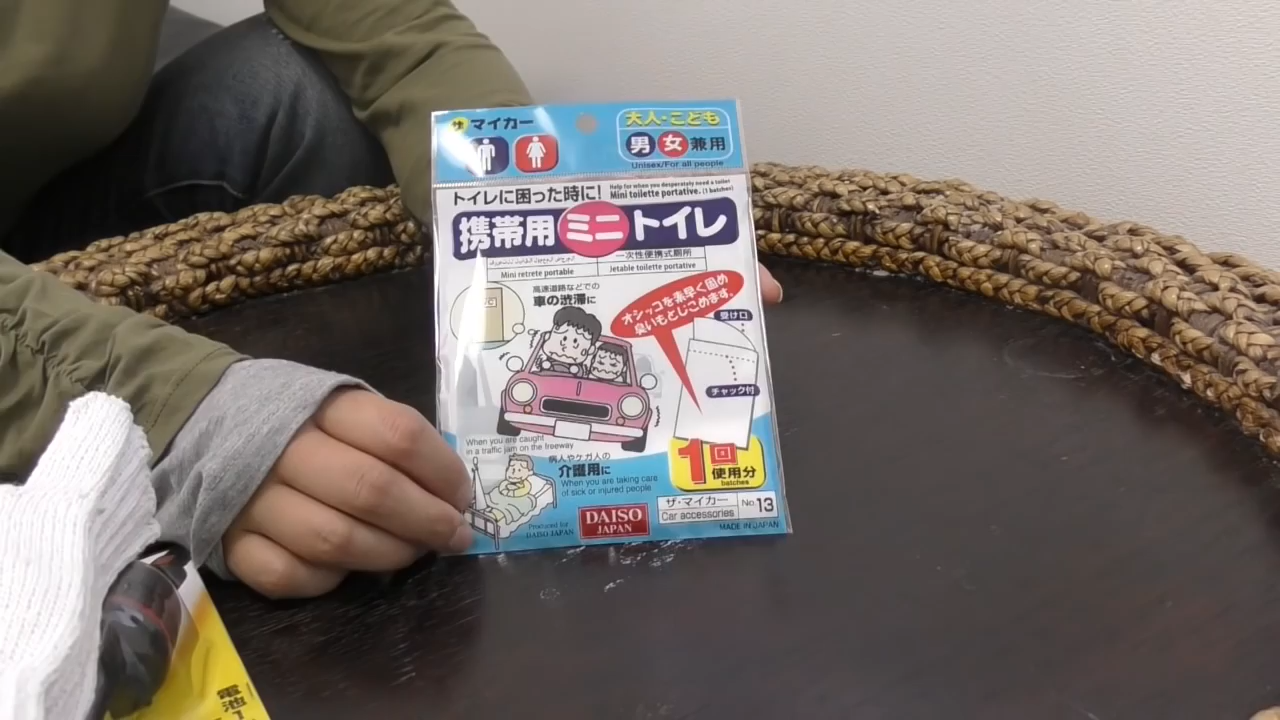 ザ マイカー
大人・こども
男女兼用
Unisex/For all people
トイレに困った時に!
Help for when you desperately need a toilet
Mini toilette portative. (1 batches)
携帯用ミニトイレ
一次性便携式厕所
Mini retrete portable
Jetable toilette portative
高速道路などでの
車の渋滞に
オシッコを素早く固め
臭いもとじこめます。
受け口
チャック付
When you are caught
in a traffic jam on the freeway
病人やケガ人の
介護用に
When you are taking care
of sick or injured people
1回
使用分
batches
Produced for
DAISO JAPAN
DAISO
JAPAN
ザ・マイカー
Car accessories
No.13
MADE IN JAPAN
電池1